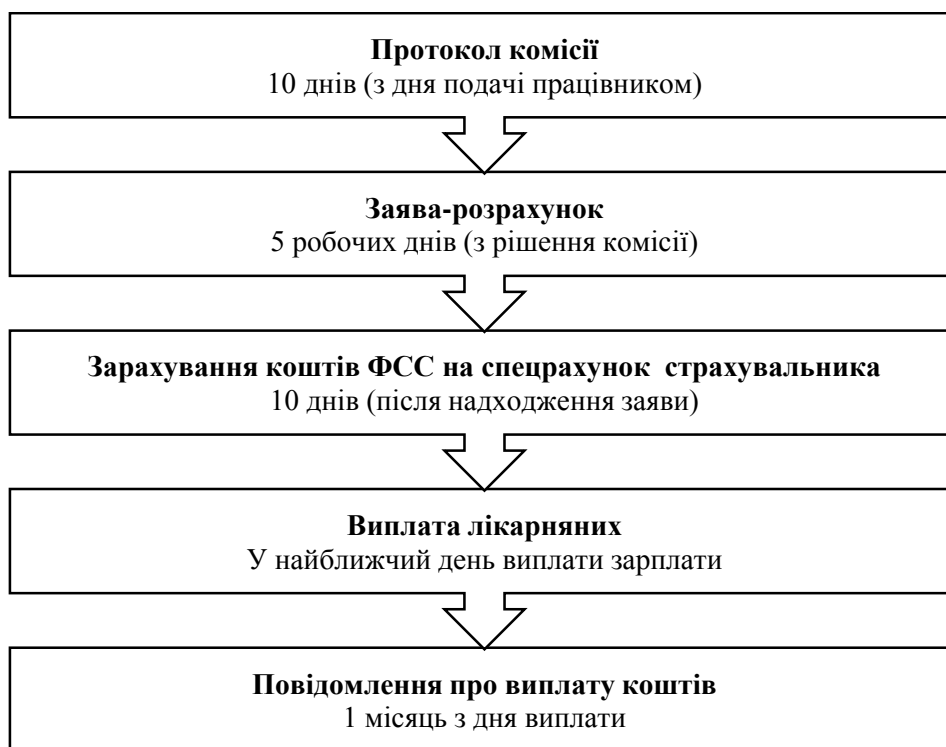 Протокол комісії
10 днів (з дня подачі працівником)
Заява-розрахунок
5 робочих днів (з рішення комісії)
Зарахування коштів ФСС на спецрахунок страхувальника
10 днів (після надходження заяви)
Виплата лікарняних
У найближчий день виплати зарплати
Повідомлення про виплату коштів
1 місяць з дня виплати